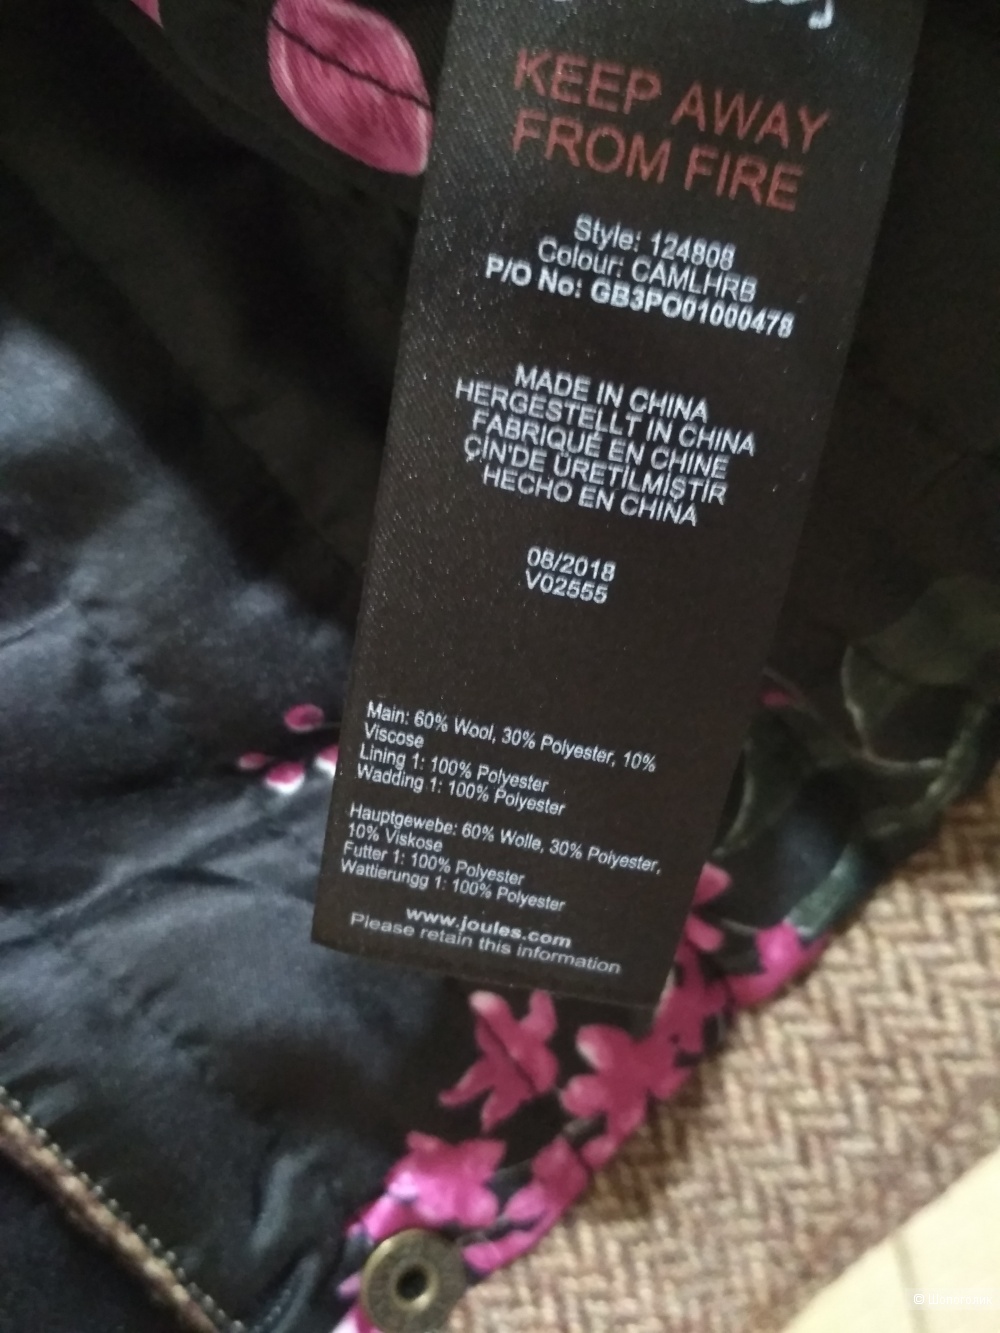 KEEP AWAY
FROM FIRE
Style: 124808
Colour: CAMLHRB
P/O No: GB3PO01000478
MADE IN CHINA
HERGESTELLT IN CHINA
FABRIQUÉ EN CHINE
ÇİN'DE ÜRETİLMİŞTİR
HECHO EN CHINA
08/2018
V02555
Main: 60% Wool, 30% Polyester, 10%
Viscose
Lining 1: 100% Polyester
Wadding 1: 100% Polyester
Hauptgewebe: 60% Wolle, 30% Polyester,
10% Viskose
Futter 1: 100% Polyester
Wattierungg 1: 100% Polyester
www.joules.com
Please retain this information